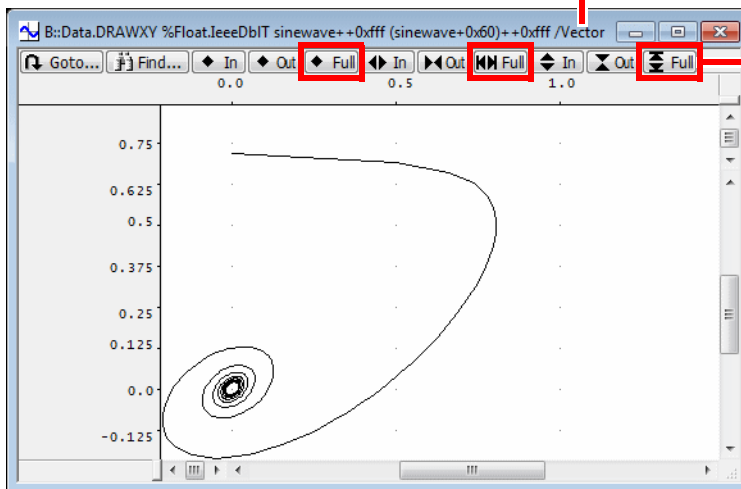 B::Data.DRAWXY %Float.IeeeDblT sinewave++0xfff (sinewave+0x60)++0xfff /Vector
Goto... Find... In Out Full In Out Full In Out Full
0.0 0.5 1.0
0.75
0.625
0.5
0.375
0.25
0.125
0.0
-0.125